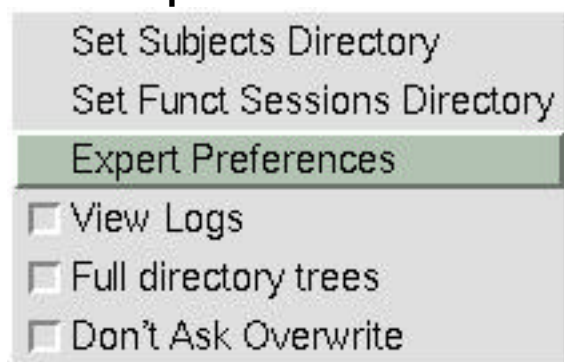 Set Subjects Directory
Set Funct Sessions Directory
Expert Preferences
View Logs
Full directory trees
Don't Ask Overwrite